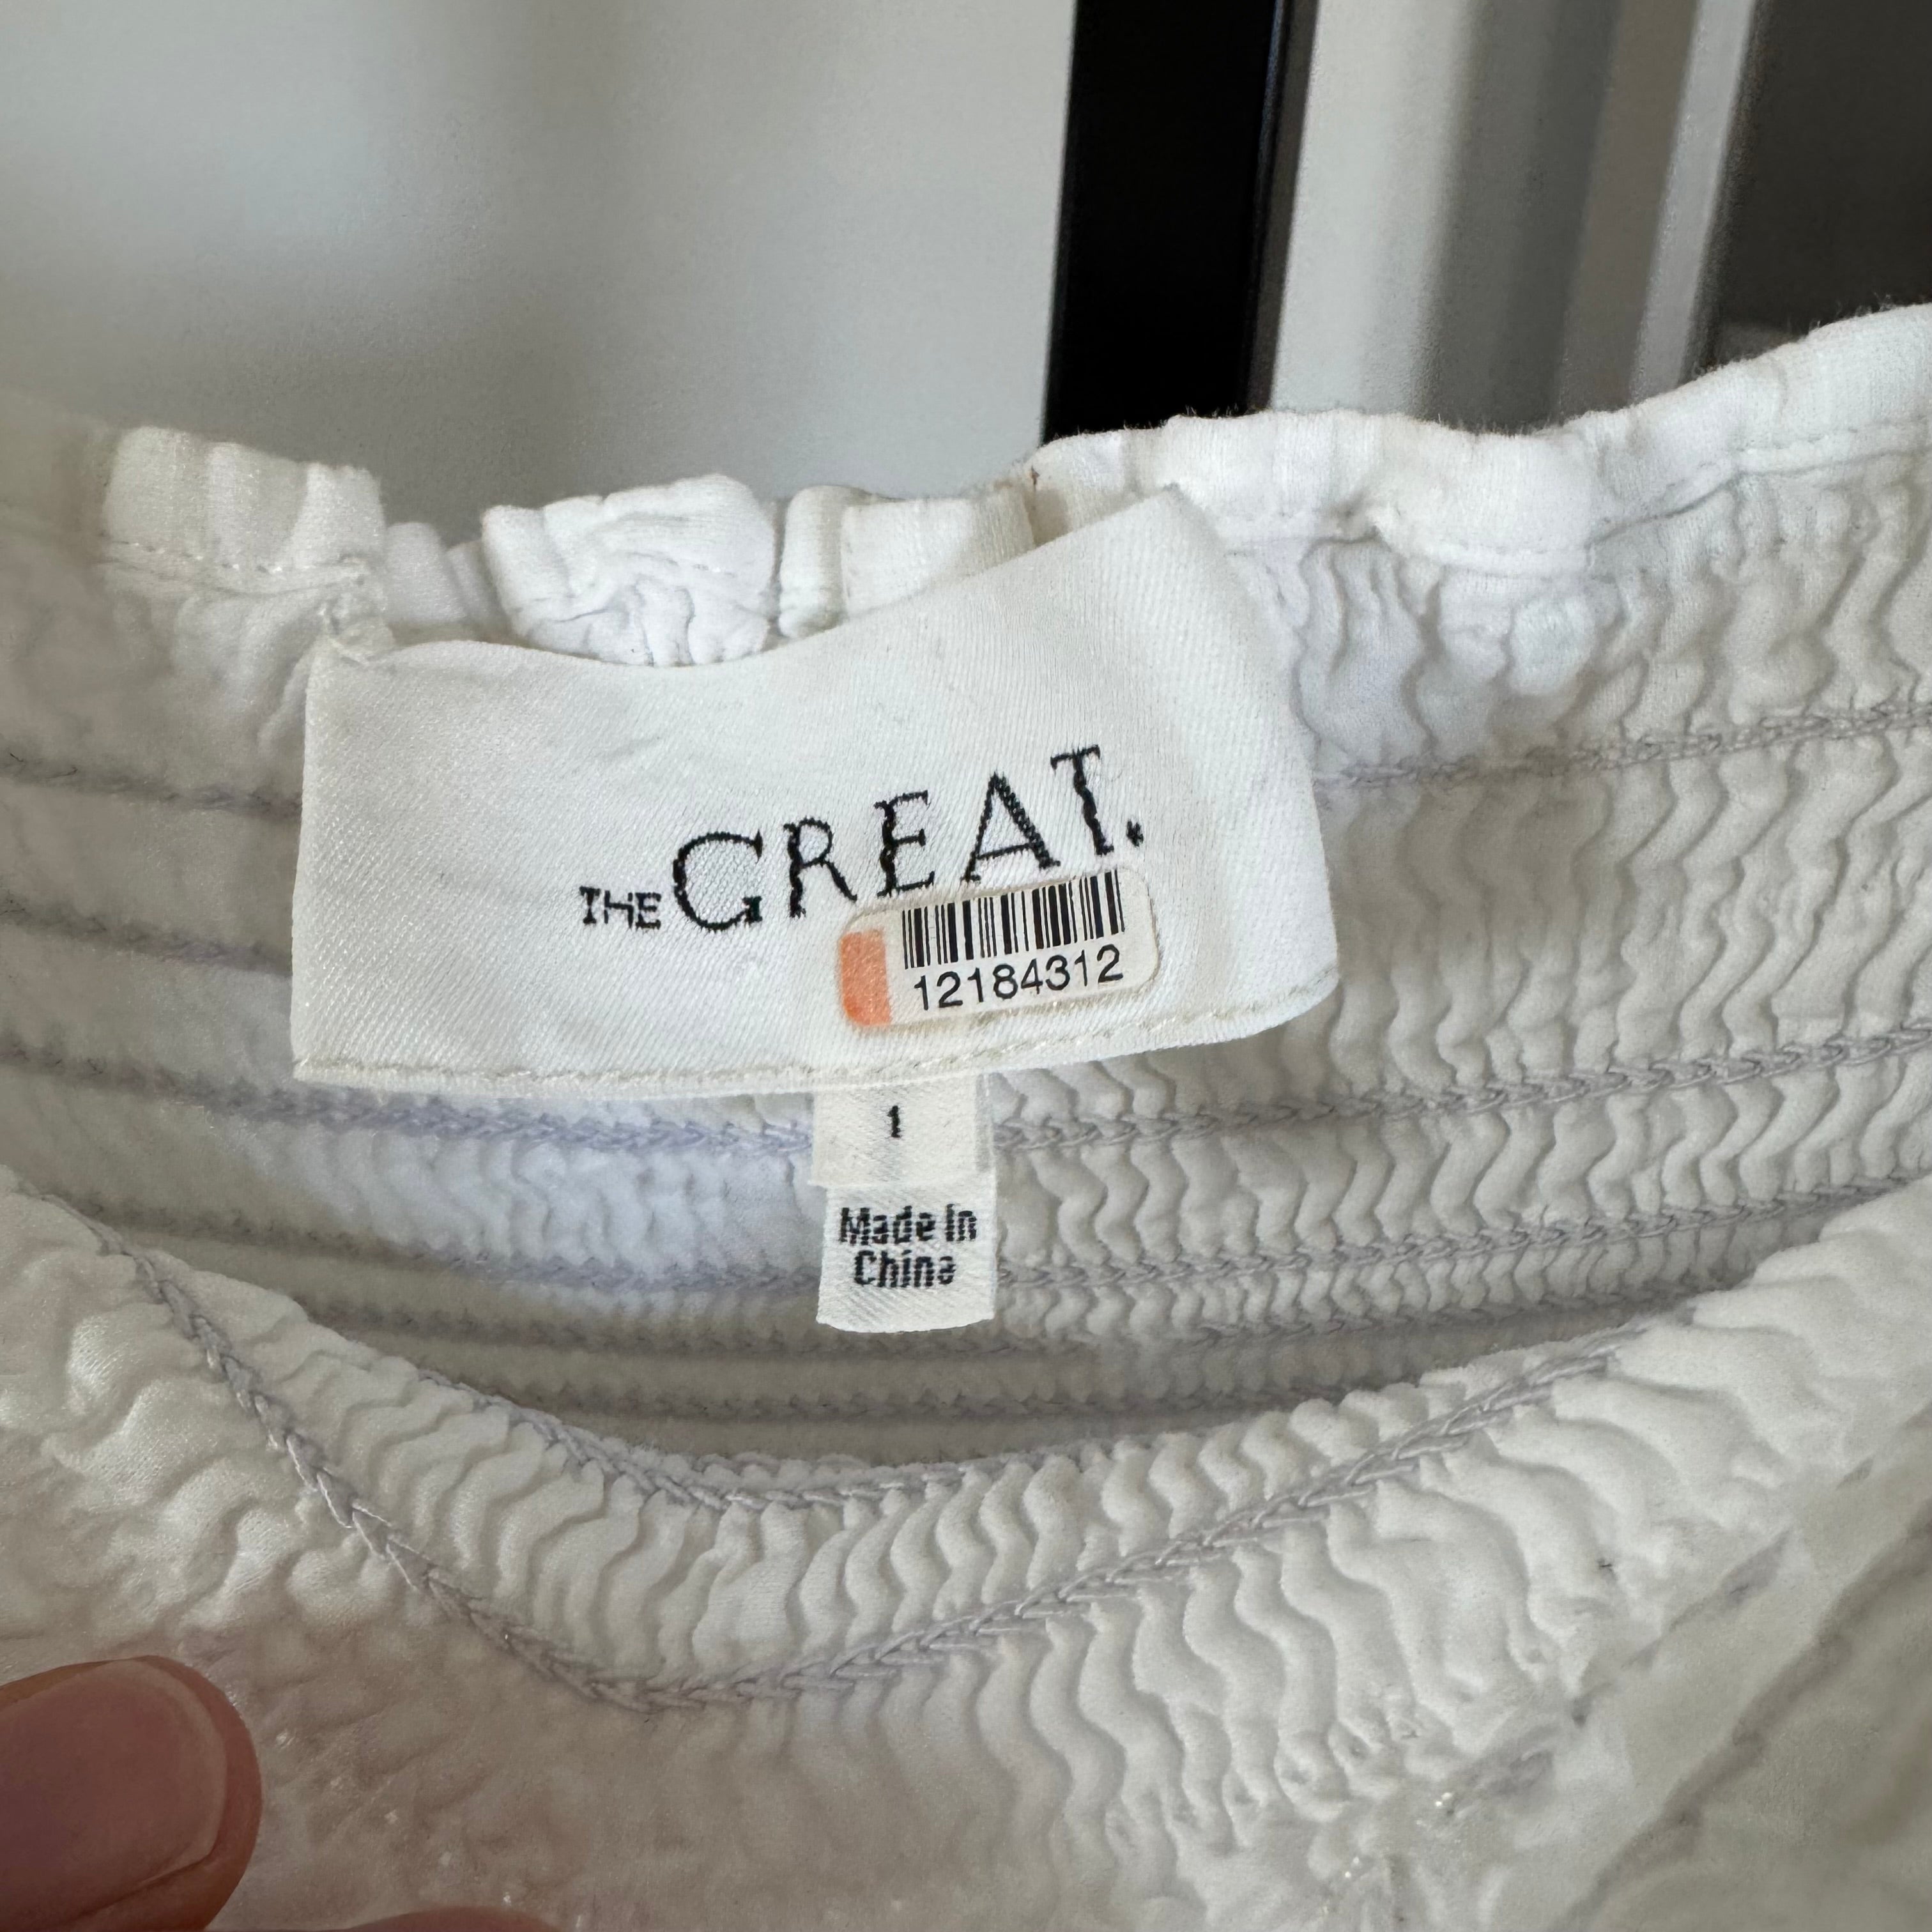 THE GREAT.
12184312
1
Made in
China